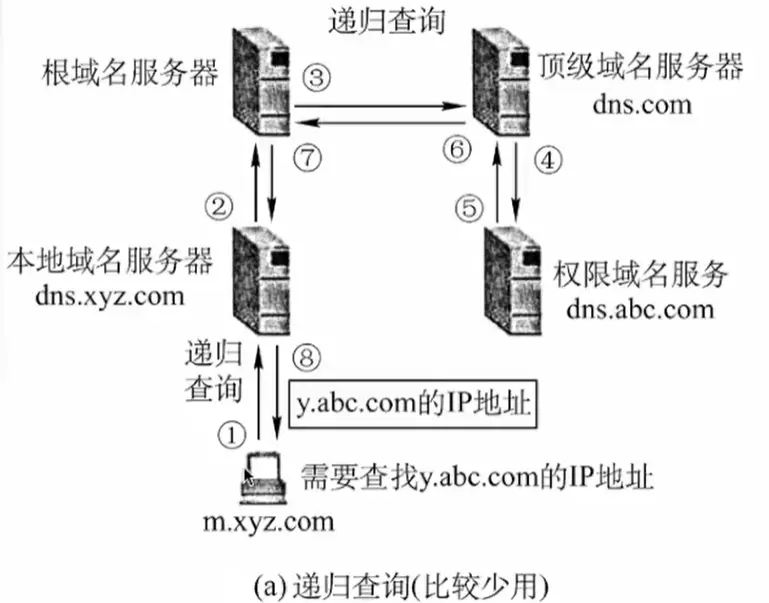 递归查询
根域名服务器
③
顶级域名服务器
dns.com
⑥
⑦
④
②
⑤
本地域名服务器
dns.xyz.com
权限域名服务
dns.abc.com
递归
查询
⑧
y.abc.com的IP地址
①
需要查找y.abc.com的IP地址
m.xyz.com
(a) 递归查询(比较少用)